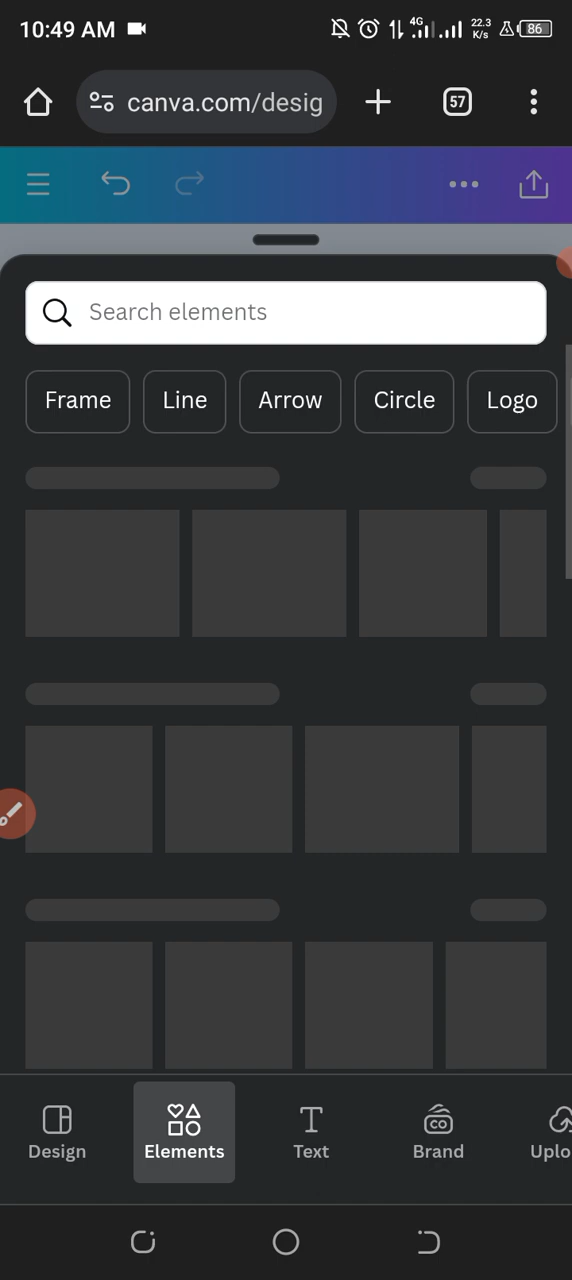 10:49 AM
4G
22.3
K/s
86
canva.com/desig
57
Search elements
Frame
Line
Arrow
Circle
Logo
Design
Elements
Text
CO
Brand
Uplo